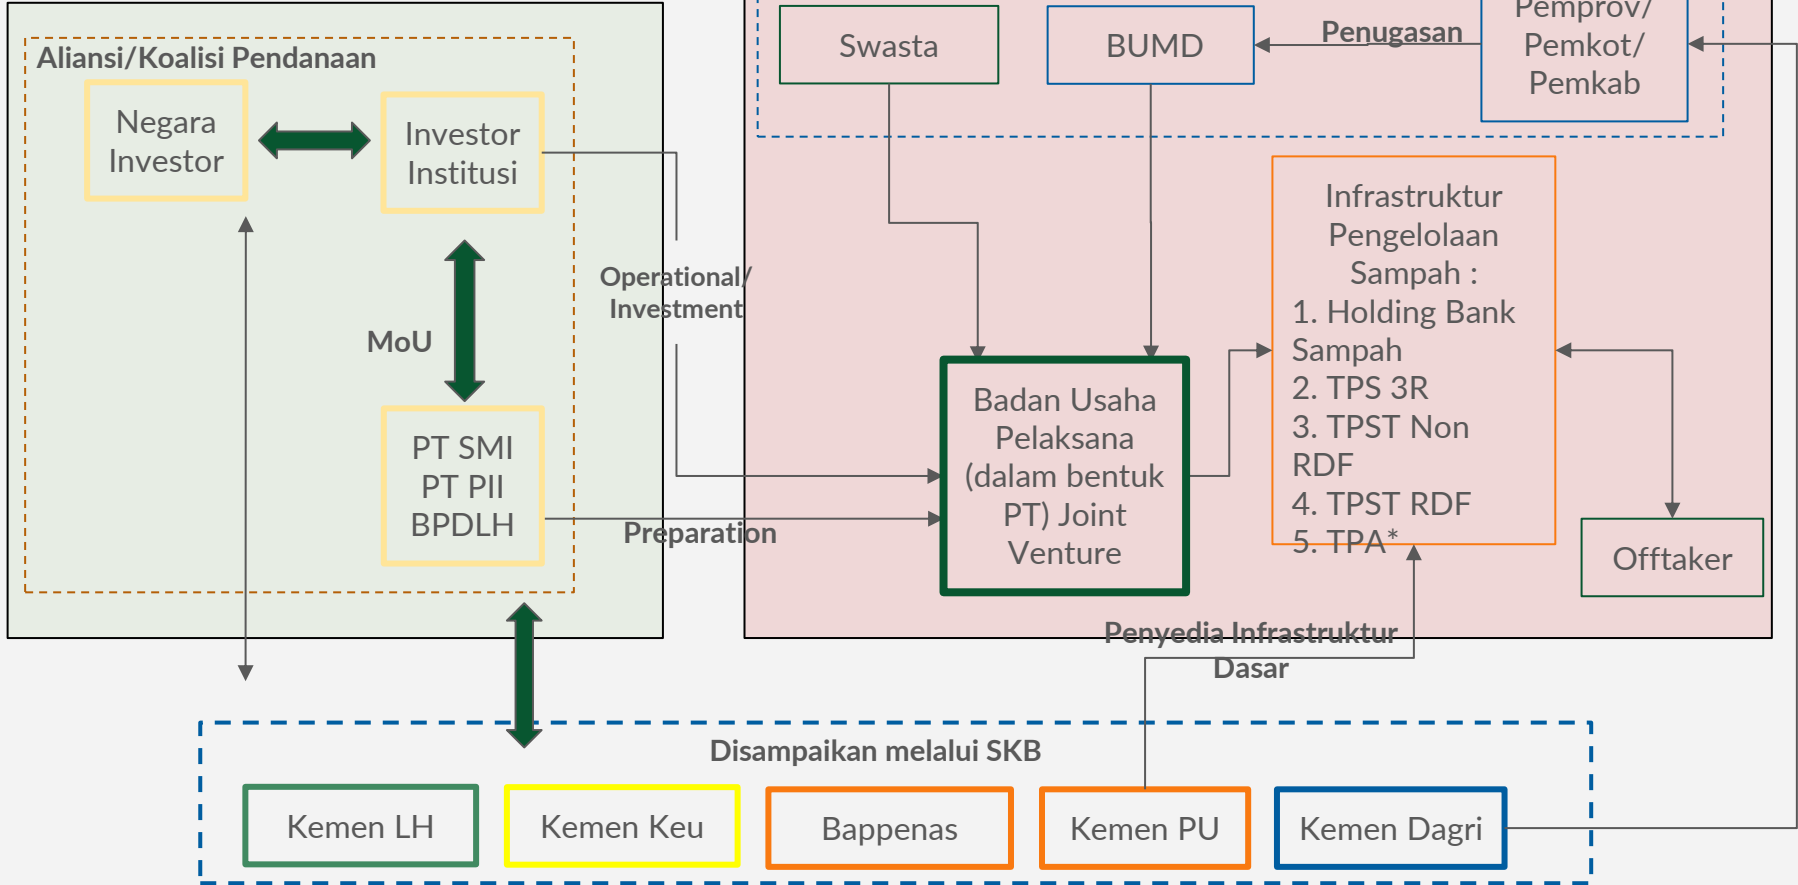 Aliansi/Koalisi Pendanaan
Negara
Investor
Investor
Institusi
MoU
PT SMI
PT PII
BPDLH
Operational/
Investment
Preparation
Swasta
BUMD
Penugasan
Pemprov/
Pemkot/
Pemkab
Badan Usaha
Pelaksana
(dalam bentuk
PT) Joint
Venture
Infrastruktur
Pengelolaan
Sampah :
1. Holding Bank
Sampah
2. TPS 3R
3. TPST Non
RDF
4. TPST RDF
5. TPA*
Offtaker
Penyedia Infrastruktur
Dasar
Disampaikan melalui SKB
Kemen LH
Kemen Keu
Bappenas
Kemen PU
Kemen Dagri